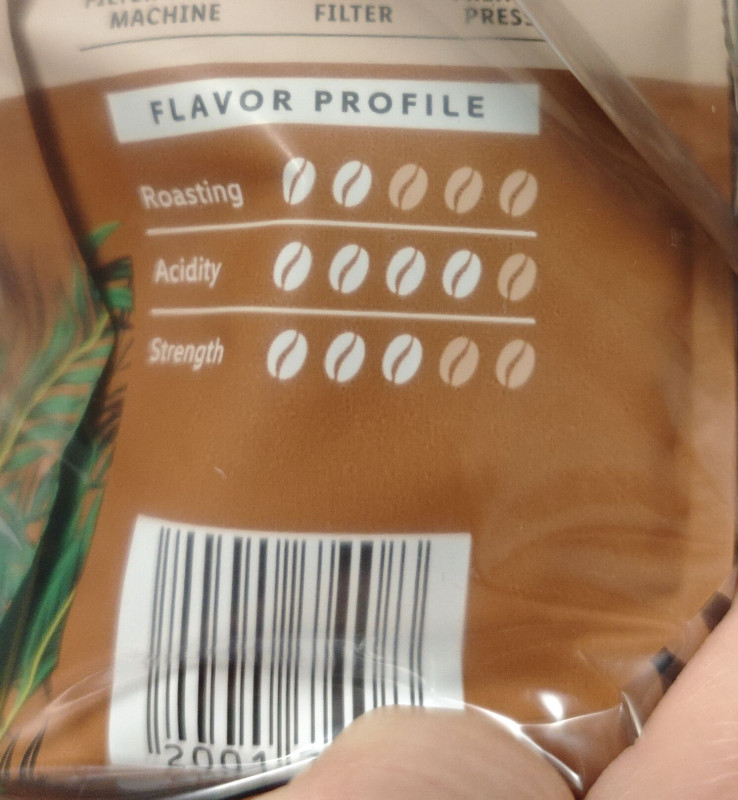 MACHINE FILTER
FLAVOR PROFILE
Roasting
Acidity
Strength
2001